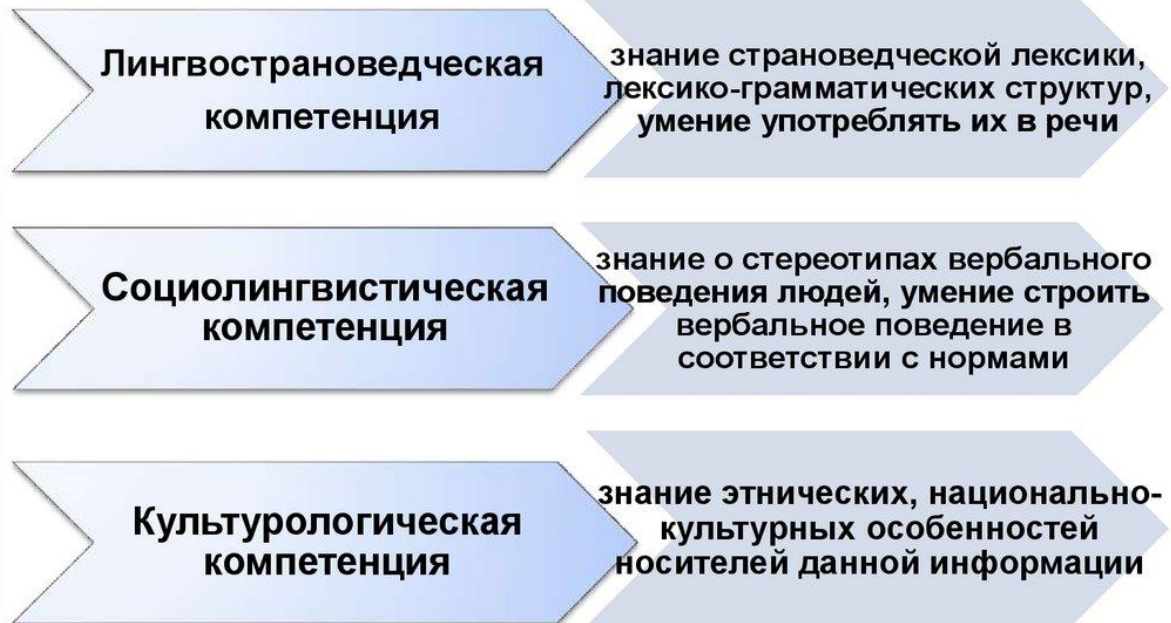 Лингвострановедческая
компетенция
знание страноведческой лексики,
лексико-грамматических структур,
умение употреблять их в речи
Социолингвистическая
компетенция
знание о стереотипах вербального
поведения людей, умение строить
вербальное поведение в
соответствии с нормами
Культурологическая
компетенция
знание этнических, национально-
культурных особенностей
носителей данной информации